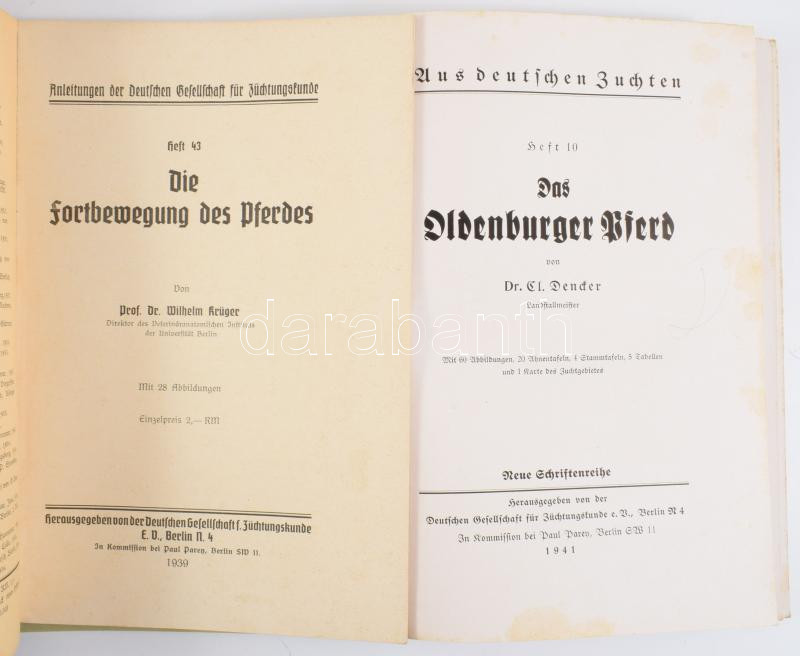 Anleitungen der Deutschen Gesellschaft für Züchtungskunde
Heft 43
Die
Fortbewegung des Pferdes
Von
Prof. Dr. Wilhelm Krüger
Direktor des Veterinäranatomischen Instituts
der Universität Berlin
Mit 28 Abbildungen
Einzelpreis 2,— RM
Herausgegeben von der Deutschen Gesellschaft f. Züchtungskunde
E. V., Berlin N. 4
In Kommission bei Paul Parey, Berlin SW 11.
1939
Aus deutschen Zuchten
Heft 10
Das
Oldenburger Pferd
von
Dr. Cl. Dencker
Landstallmeister
Mit 60 Abbildungen, 20 Ahnentafeln, 4 Stammtafeln, 5 Tabellen
und 1 Karte des Zuchtgebietes
Neue Schriftenreihe
Herausgegeben von der
Deutschen Gesellschaft für Züchtungskunde e. V., Berlin N 4
In Kommission bei Paul Parey, Berlin SW 11
1941
darabanth